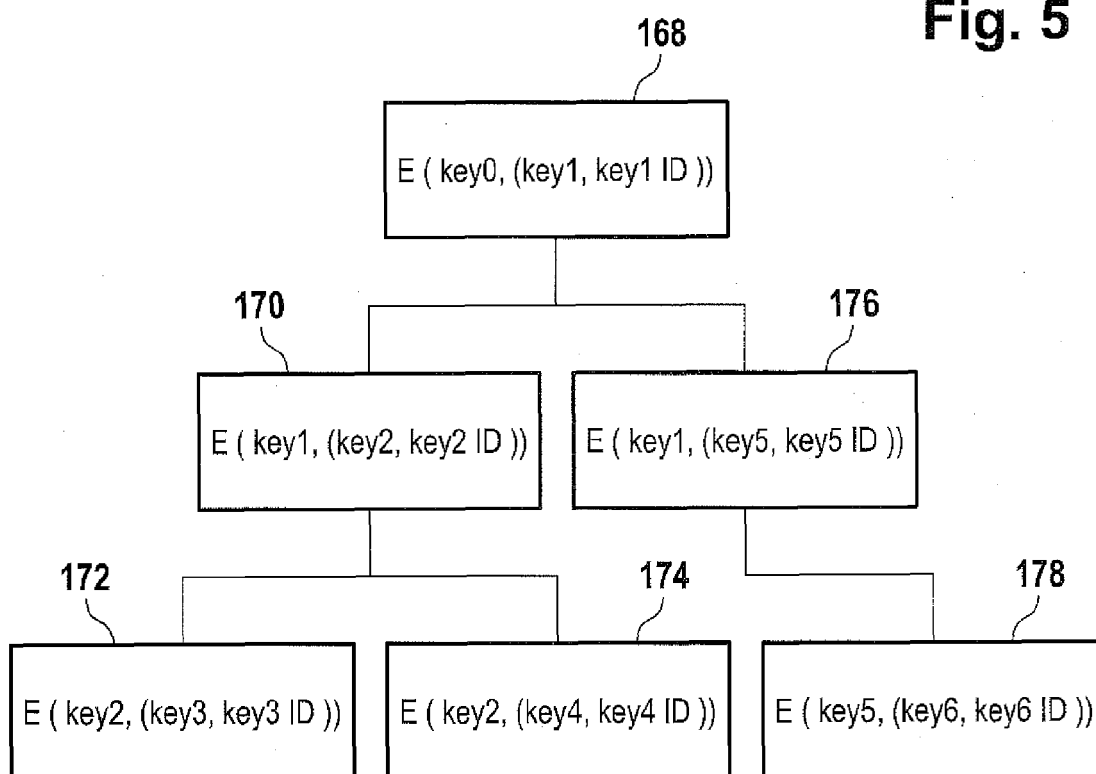 Fig. 5
168
E ( key0, (key1, key1 ID ))
170
176
E ( key1, (key2, key2 ID ))
E ( key1, (key5, key5 ID ))
172
174
178
E ( key2, (key3, key3 ID ))
E ( key2, (key4, key4 ID ))
E ( key5, (key6, key6 ID ))